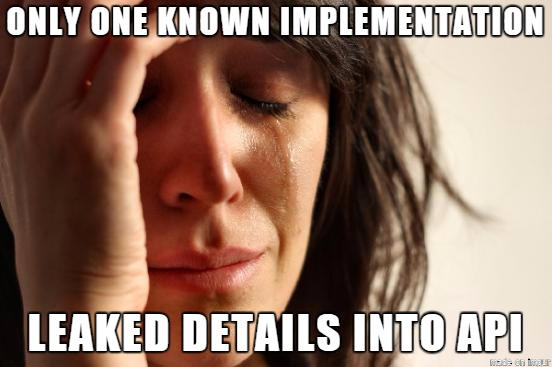 ONLY ONE KNOWN IMPLEMENTATION
LEAKED DETAILS INTO API
made on imgur